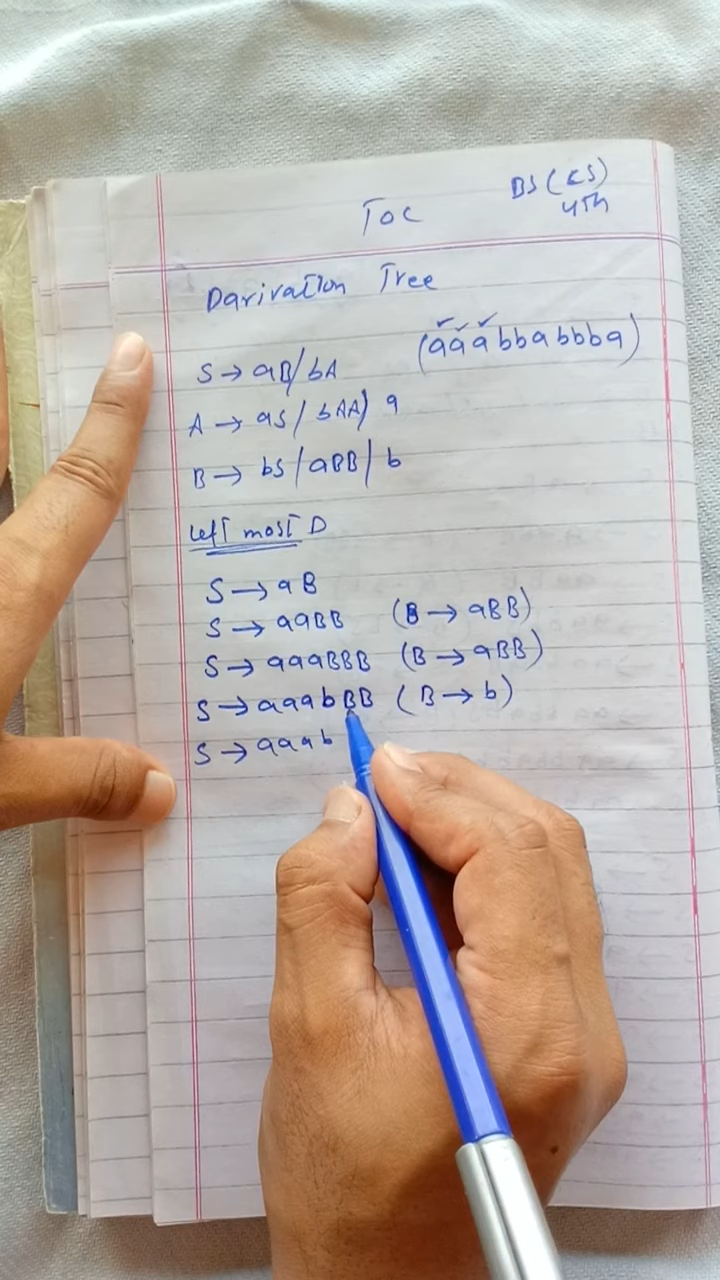 BS (CS)
4th
TOC
Darivation Tree
(aaabbabbba)
S → aB/bA
A → aS/bAA/a
B → bS/aBB/b
Left most D
S → aB
S → aaBB (B → aBB)
S → aaaBBB (B → aBB)
S → aaabBB (B → b)
S → aaab